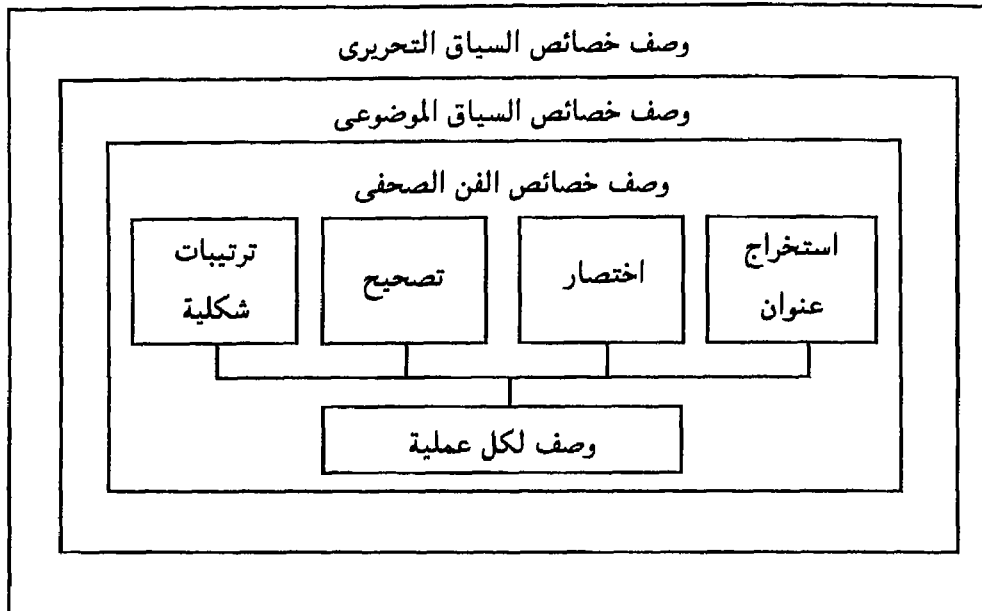 وصف خصائص السياق التحريرى
وصف خصائص السياق الموضوعى
وصف خصائص الفن الصحفى
استخراج
عنوان
اختصار
تصحيح
ترتيبات
شكلية
وصف لكل عملية